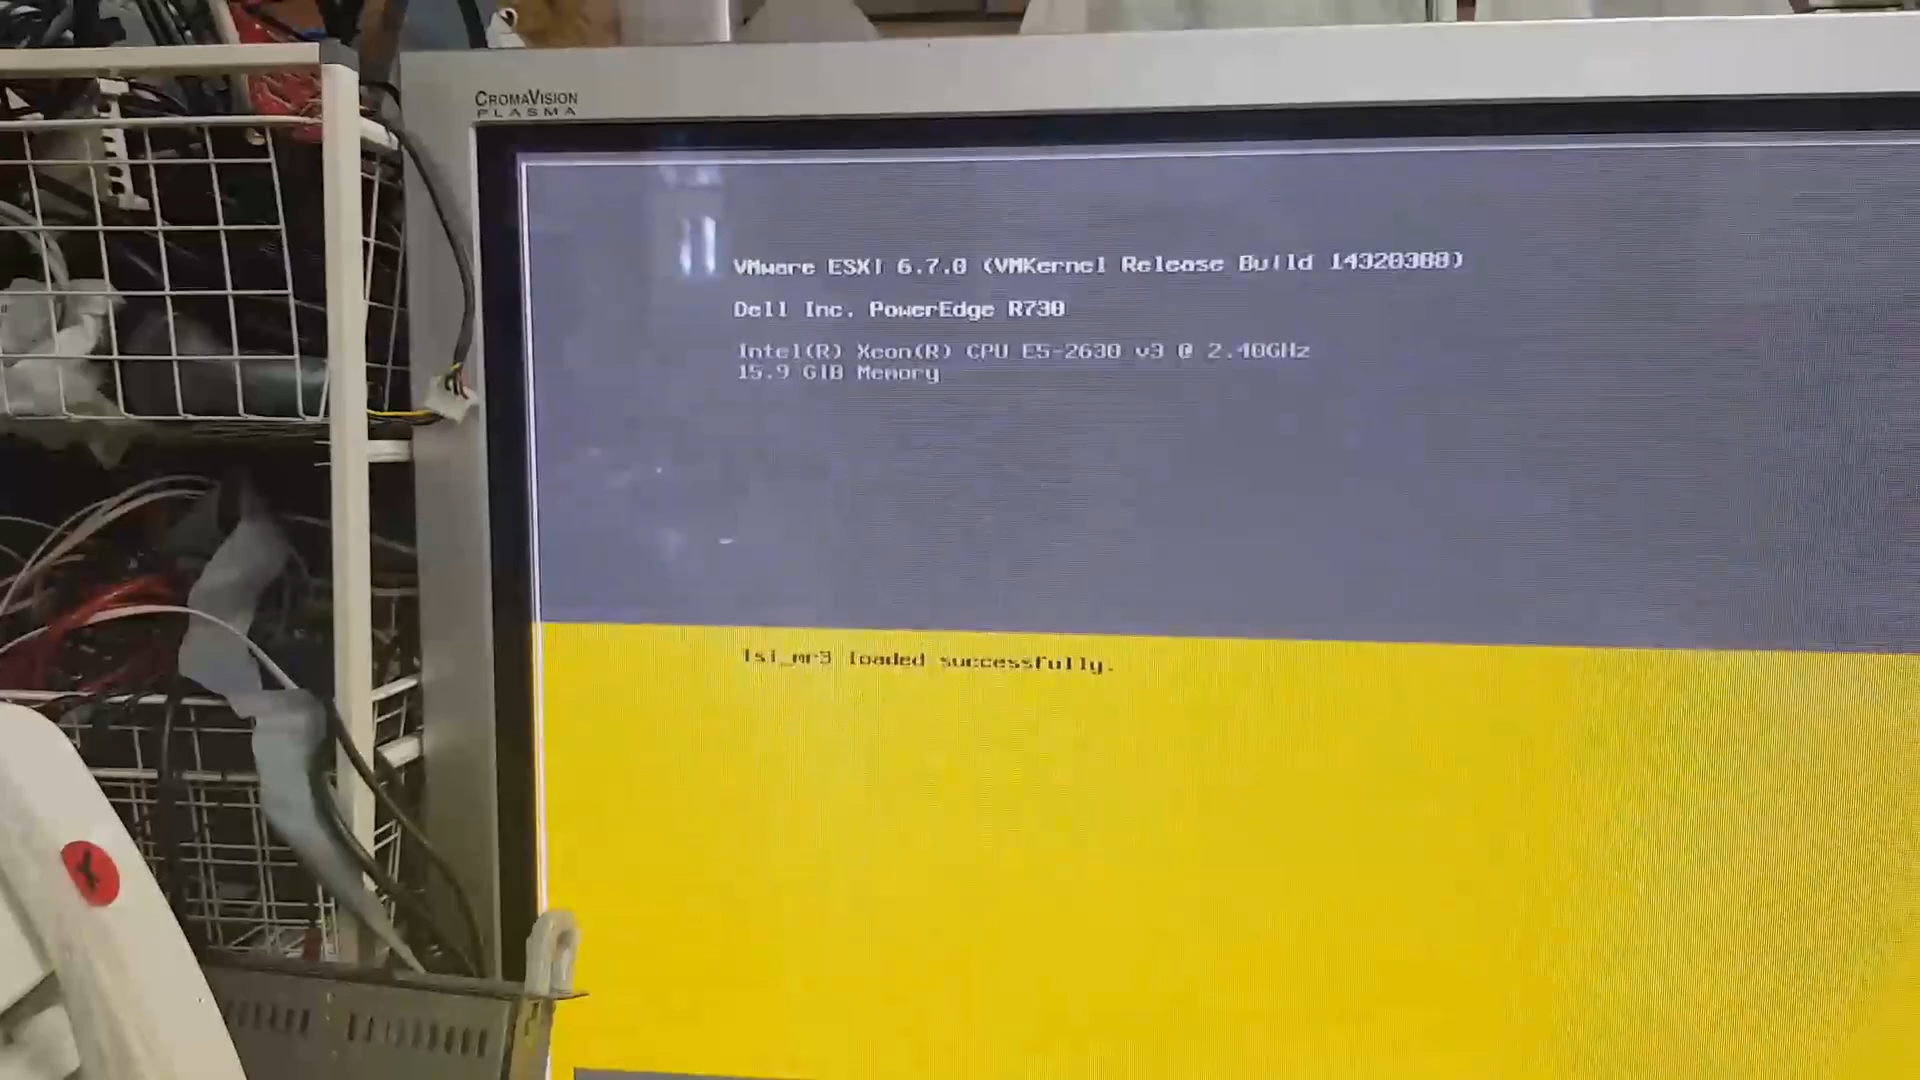 CROMAVISION
PLASMA
VMware ESXi 6.7.0 (VMKernel Release Build 14320388)
Dell Inc. PowerEdge R730
Intel(R) Xeon(R) CPU E5-2630 v3 @ 2.40GHz
15.9 GiB Memory
lsi_mr3 loaded successfully.
X